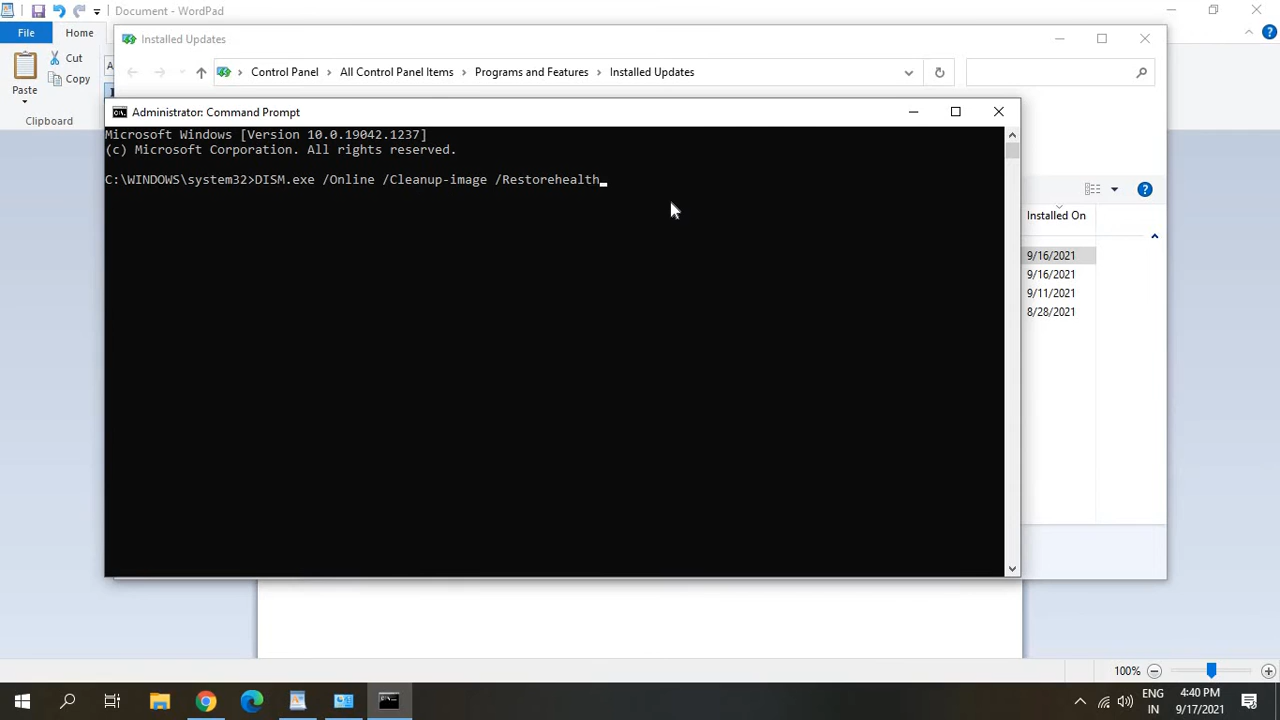 Document - WordPad
File
Home
Cut
Copy
Paste
Clipboard
Installed Updates
Control Panel > All Control Panel Items > Programs and Features > Installed Updates
Administrator: Command Prompt
Microsoft Windows [Version 10.0.19042.1237]
(c) Microsoft Corporation. All rights reserved.
C:\WINDOWS\system32>DISM.exe /Online /Cleanup-image /Restorehealth
Installed On
9/16/2021
9/16/2021
9/11/2021
8/28/2021
100%
ENG
IN
4:40 PM
9/17/2021